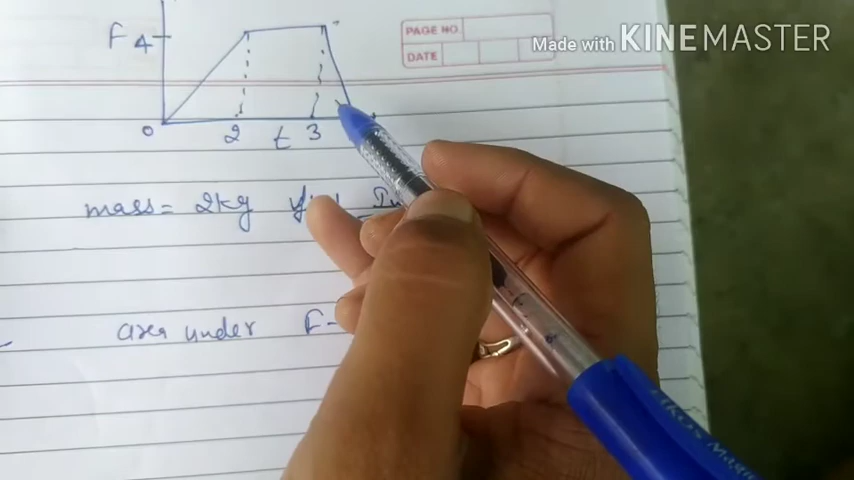 F 4
PAGE NO.
DATE
Made with KINEMASTER
0 2 t 3
mass = 2kg
area under F-